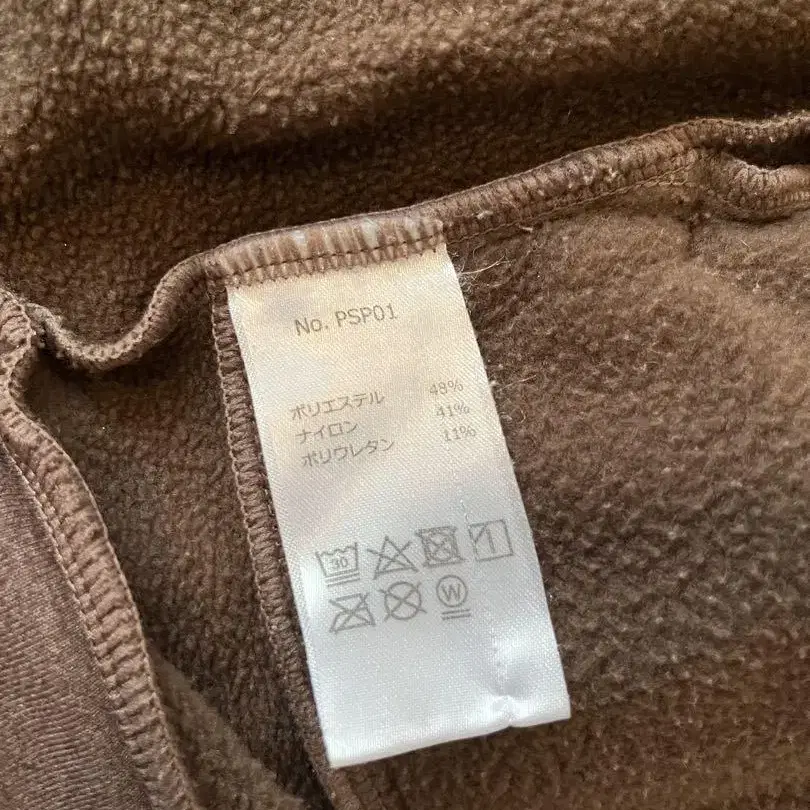 No. PSP01
ポリエステル 48%
ナイロン 41%
ポリウレタン 11%
30
W